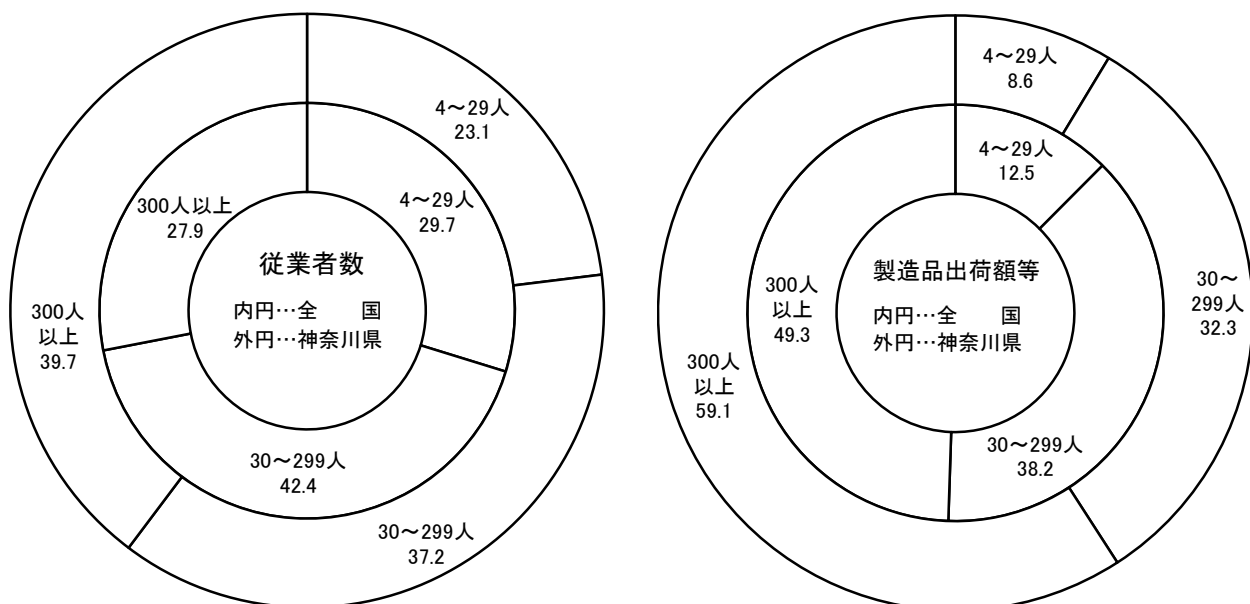 4～29人
23.1
4～29人
29.7
300人以上
27.9
従業者数
内円…全　　国
外円…神奈川県
300人
以上
39.7
30～299人
42.4
30～299人
37.2
4～29人
8.6
4～29人
12.5
製造品出荷額等
内円…全　　国
外円…神奈川県
30～
299人
32.3
300人
以上
49.3
300人
以上
59.1
30～299人
38.2